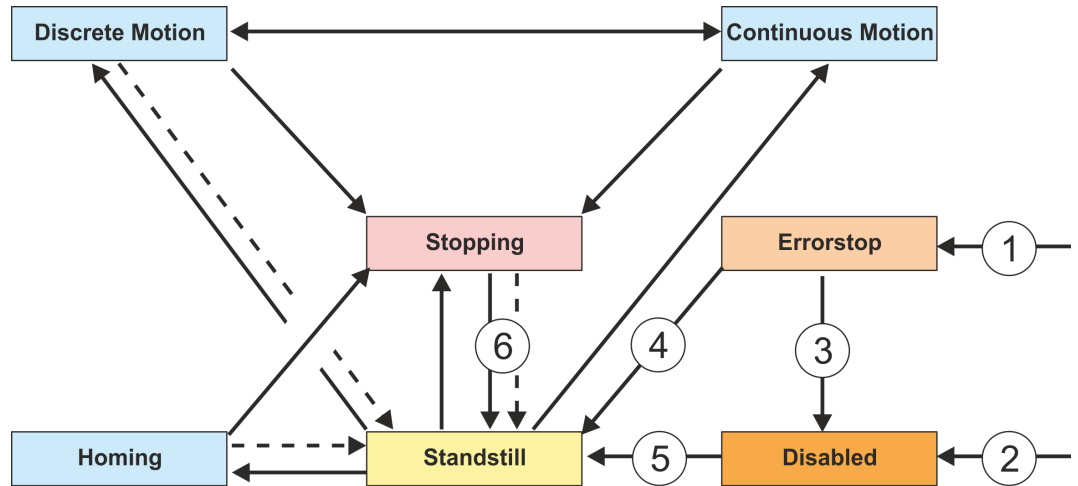 Discrete Motion
Continuous Motion
Stopping
Errorstop
1
6
4
3
Homing
Standstill
5
Disabled
2